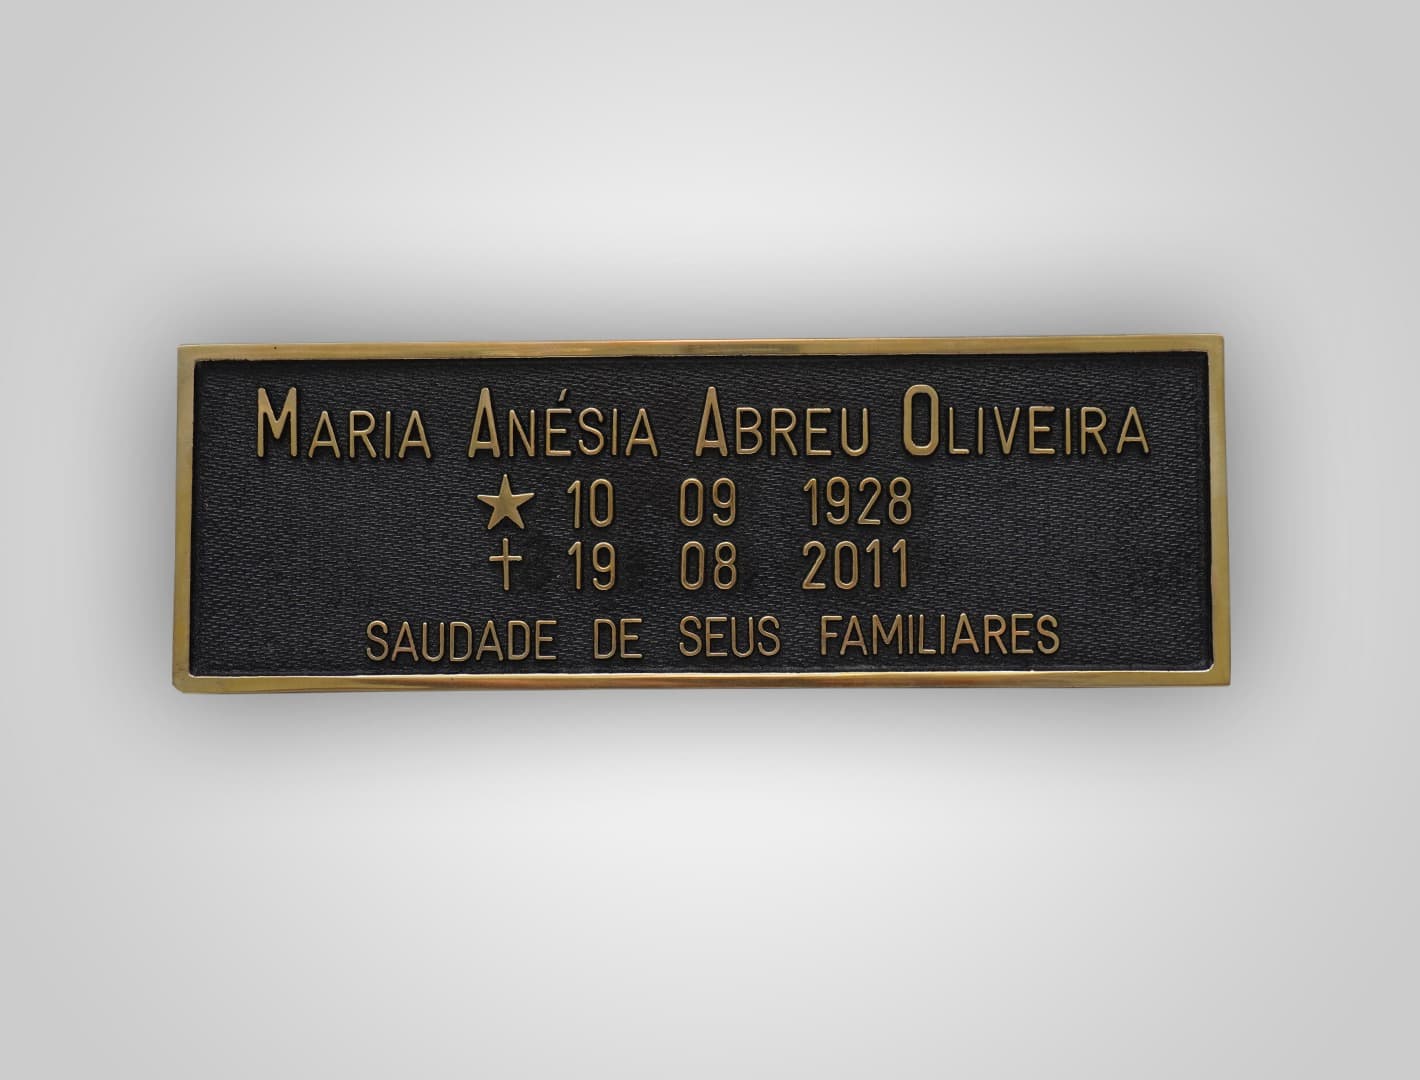 Maria Anésia Abreu Oliveira
★ 10 09 1928
✝ 19 08 2011
SAUDADE DE SEUS FAMILIARES